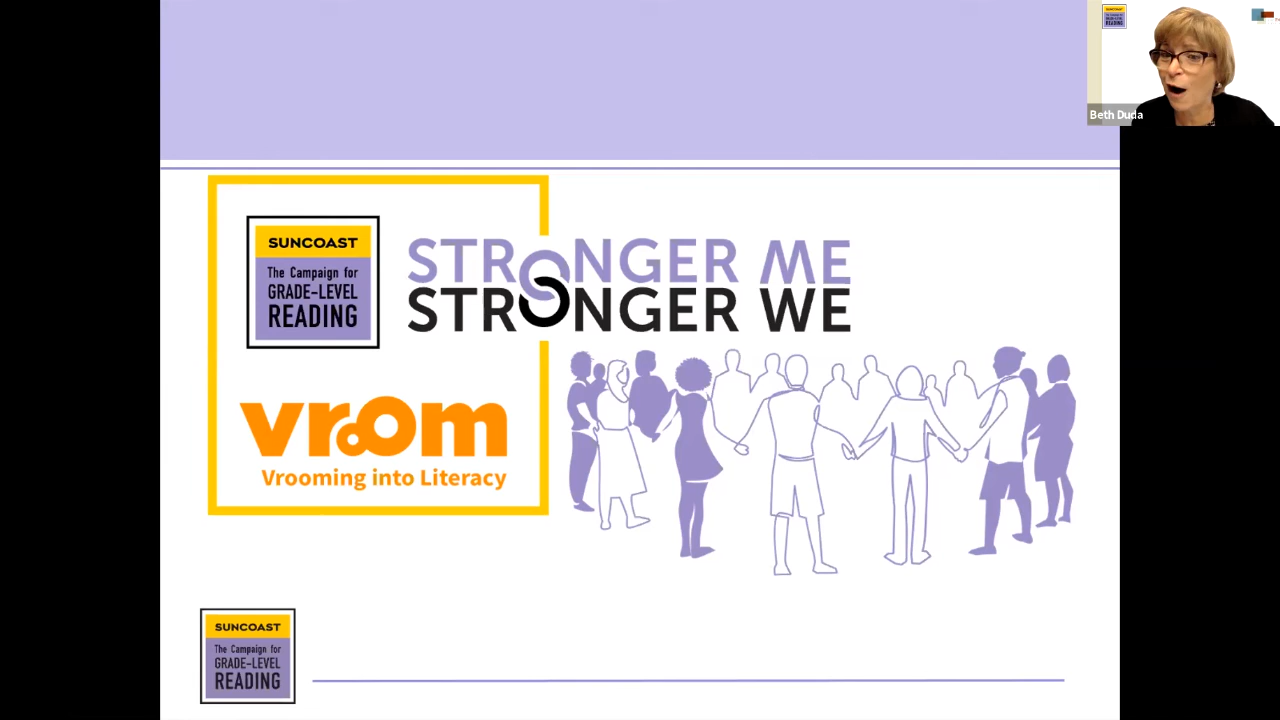 SUNCOAST
The Campaign for
GRADE-LEVEL
READING
STRONGER ME
STRONGER WE
vroom
Vrooming into Literacy
SUNCOAST
The Campaign for
GRADE-LEVEL
READING
Beth Duda
SUNCOAST